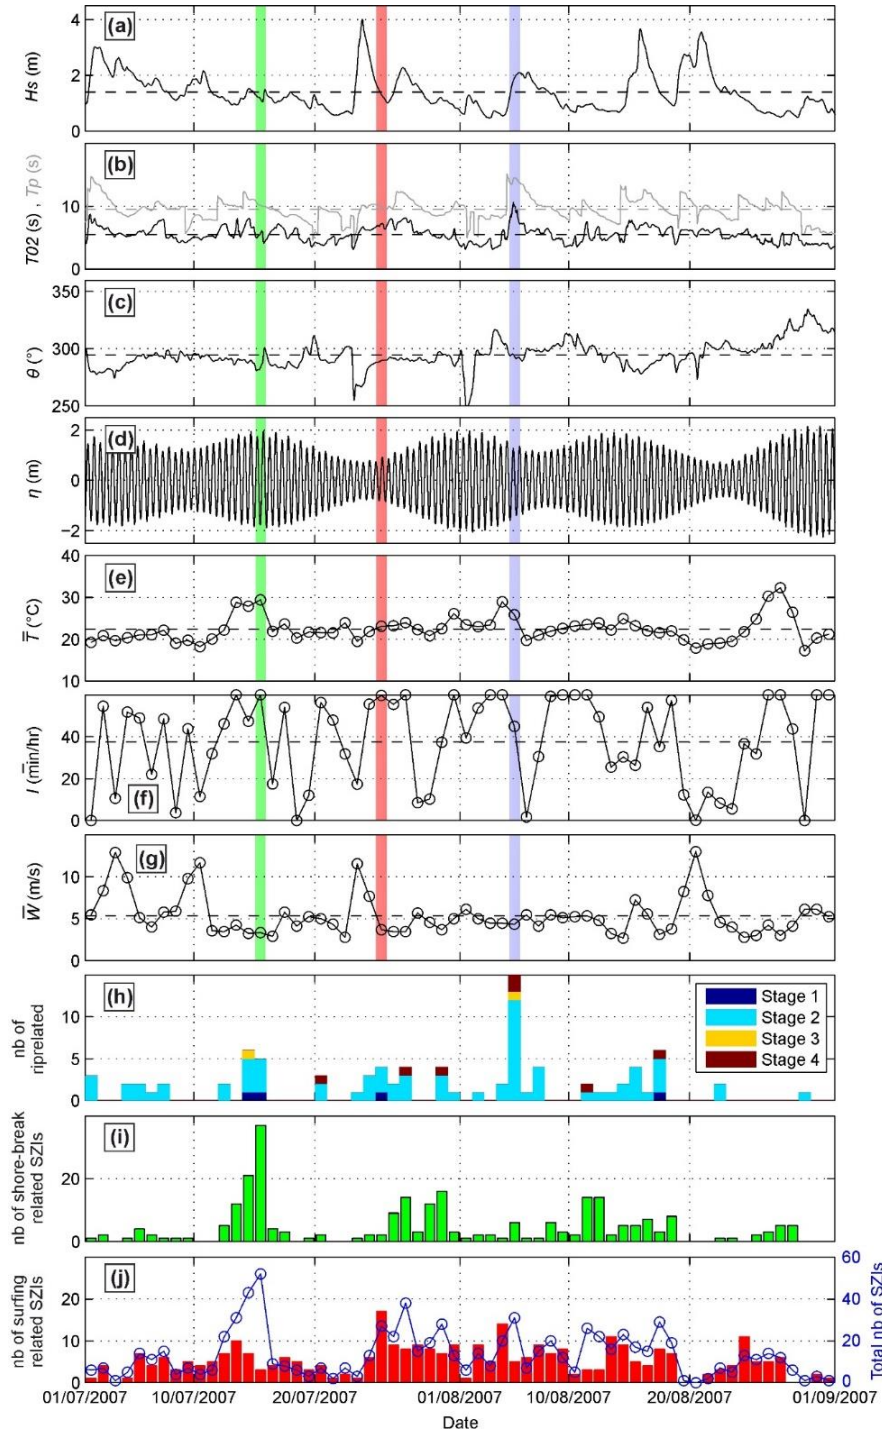 (a)
Hs (m)
4
2
0
(b)
T02 (s) , Tp (s)
20
10
0
(c)
θ (°)
350
300
250
(d)
η (m)
2
0
−2
(e)
T̅ (°C)
40
30
20
10
(f)
I̅ (min/hr)
40
20
0
(g)
W̅ (m/s)
10
5
0
(h)
nb of
riprelated
10
5
0
Stage 1
Stage 2
Stage 3
Stage 4
(i)
nb of shore-break
related SZIs
20
0
(j)
nb of surfing
related SZIs
20
10
0
60
40
20
0
Total nb of SZIs
01/07/2007 10/07/2007 20/07/2007 01/08/2007 10/08/2007 20/08/2007 01/09/2007
Date